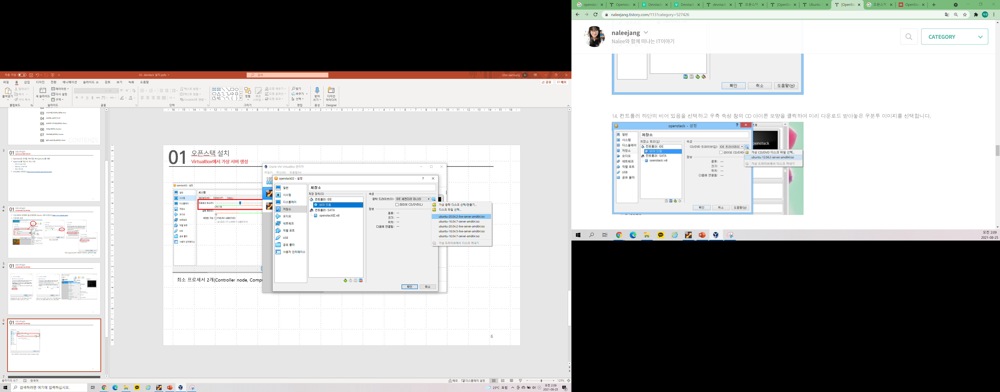 자동 저장
03. devstack 설치.pptx
검색
Shin JaeYoung
SJ
파일
홈
삽입
디자인
전환
애니메이션
슬라이드 쇼
검토
보기
녹화
도움말
공유
메모
붙여넣기
잘라내기
복사
서식 복사
클립보드
새 슬라이드
레이아웃
다시 설정
구역
슬라이드
12
글꼴
텍스트 방향
텍스트 맞춤
SmartArt로 변환
단락
정렬
빠른 스타일
도형 채우기
도형 윤곽선
도형 효과
그리기
찾기
바꾸기
선택
편집
받아쓰기
음성
디자인 아이디어
Designer
03
04
05
06
07
08
CONTENTS
3
01 오픈스택 설치
4
01 오픈스택 설치
5
01 오픈스택 설치
6
01 오픈스택 설치
7
01
오픈스택 설치
VirtualBox에서 가상 서버 생성
openstack02 - 설정
일반
시스템
디스플레이
저장소
오디오
네트워크
직렬 포트
USB
공유 폴더
사용자 인터페이스
시스템
마더보드(M) 프로세서(P) 가속(L)
프로세서 개수(P):
CPU 1개
실행 제한(E):
1%
확장된 기능: PAE/NX 사용하기(E)
네스티드 VT-x/AMD-V 사용하기(V)
최소 프로세서 2개(Controller node, Compu
6
Oracle VM VirtualBox 관리자
파일(F) 머신(M) 도움말(H)
openstack02 - 설정
?
일반
시스템
디스플레이
저장소
오디오
네트워크
직렬 포트
USB
공유 폴더
사용자 인터페이스
저장소
저장 장치(S)
컨트롤러: IDE
비어 있음
컨트롤러: SATA
openstack02.vdi
속성
광학 드라이브(D): IDE 세컨더리 마스터
라이브 CD/DVD(L)
정보
종류: --
크기: --
위치: --
다음에 연결됨: --
확인
취소
가상 광학 디스크 선택/만들기...
디스크 파일 선택...
ubuntu-20.04.2-live-server-amd64.iso
ubuntu-16.04.7-server-amd64.iso
ubuntu-20.04.2-live-server-amd64.iso
ubuntu-18.04.5-live-server-amd64.iso
ubuntu-16.04.7-server-amd64.iso
가상 드라이브에서 디스크 꺼내기
슬라이드 6/7
한국어
메모
디스플레이 설정
125%
검색하려면 여기에 입력하십시오.
23°C 흐림
오전 2:09
2021-08-25
openstac
Openstac
Devstack
Devstack
devstack
오픈스택
[OpenSta
Ubuntu
[OpenSta
오픈스택
OpenStac
naleejang.tistory.com/113?category=527426
재영
naleejang
Nalee와 함께 떠나는 IT이야기
CATEGORY
확인
취소
도움말(H)
14. 컨트롤러 하단의 비어 있음을 선택하고 우측 속성 창의 CD 아이콘 모양을 클릭하여 미리 다운로드 받아놓은 우분투 이미지를 선택합니다.
openstack - 설정
?
일반
시스템
디스플레이
저장소
오디오
네트워크
직렬 포트
USB
공유 폴더
저장소
저장소 트리(S)
컨트롤러: IDE
비어 있음
컨트롤러: SATA
openstack.vdi
속성
CD/DVD 드라이브(D): IDE 프라이머리
라이브 CD/DVD
정보
종류: --
크기: --
위치: --
다음에 연결됨: --
가상 CD/DVD 디스크 파일 선택...
ubuntu-12.04.2-server-amd64.iso
가상 드라이브에서 디스크 꺼내기
penstack
확인
취소
도움말(H)
오전 2:09
2021-08-25